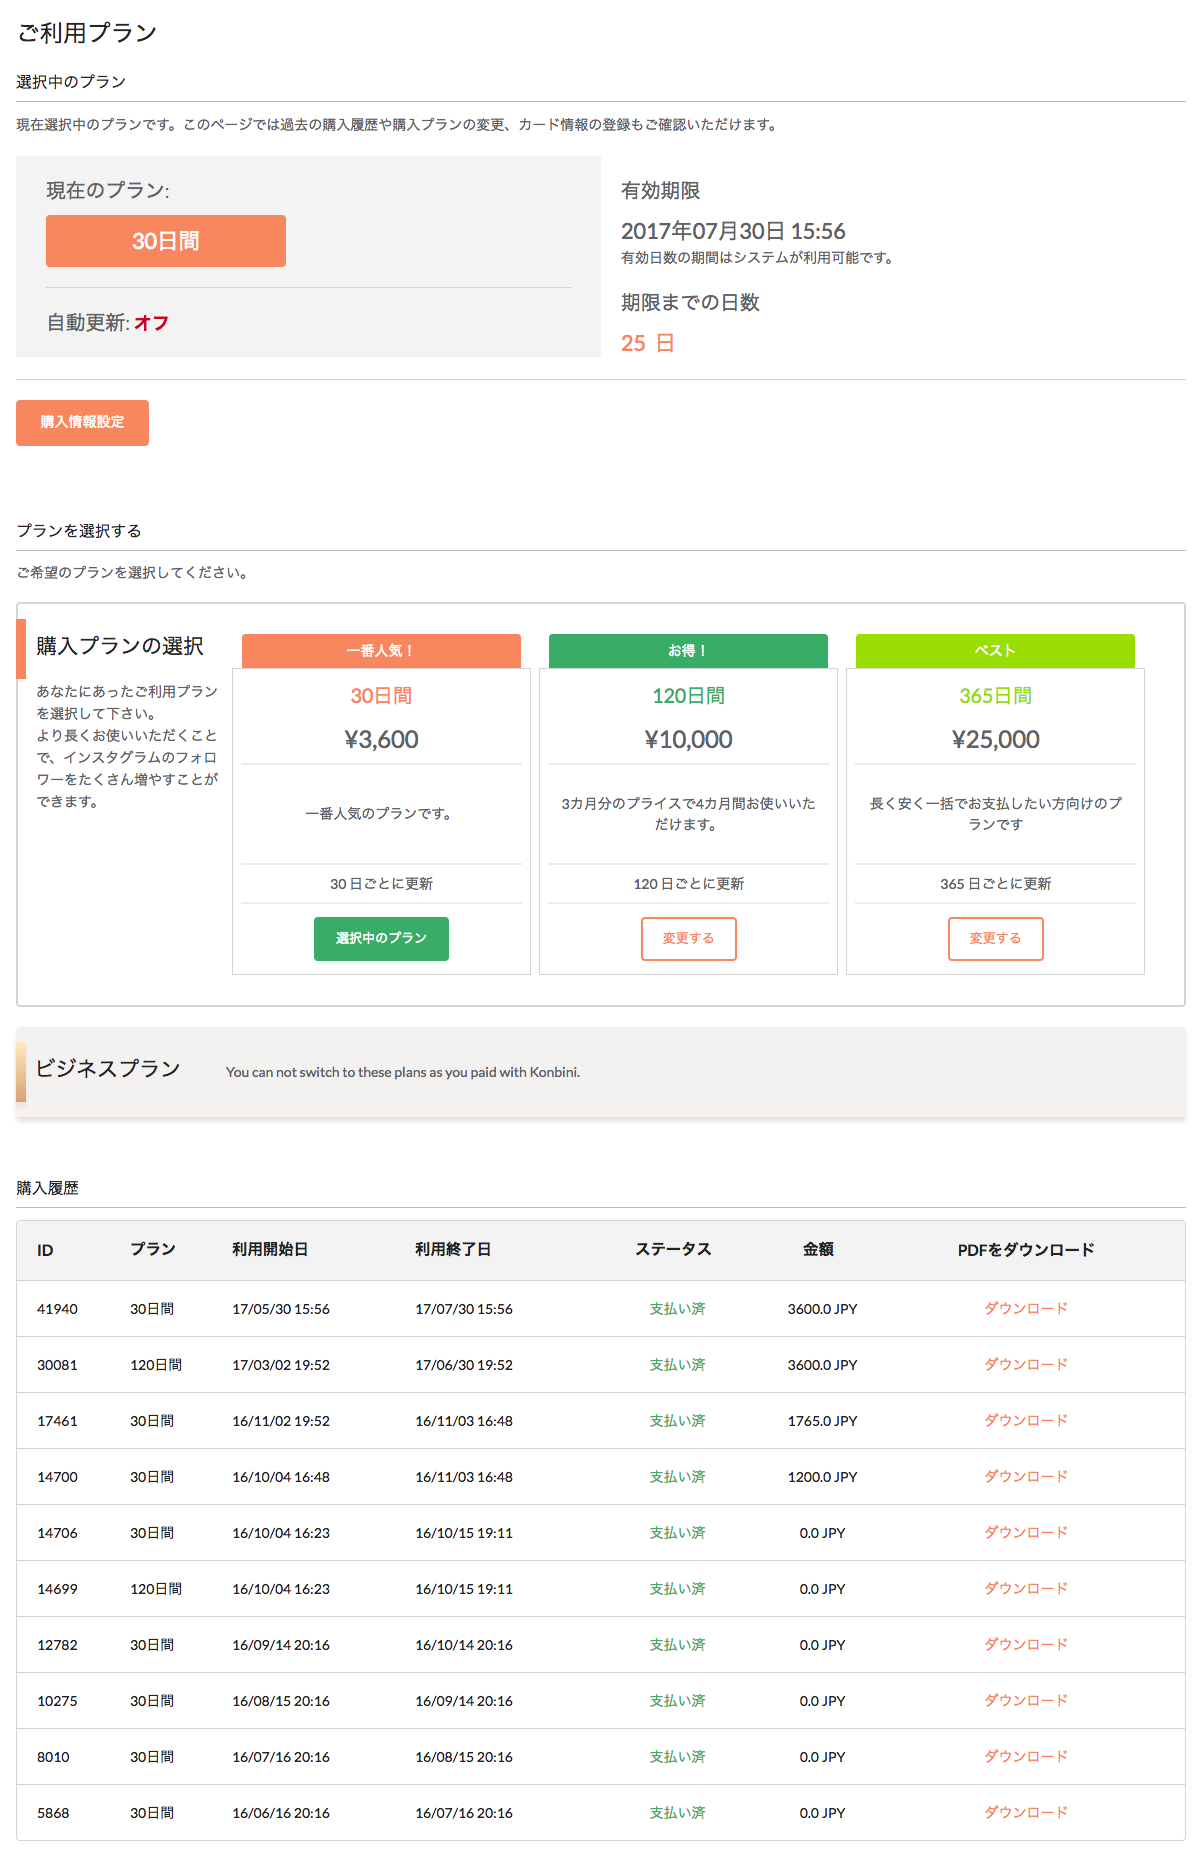 ご利用プラン
選択中のプラン
現在選択中のプランです。このページでは過去の購入履歴や購入プランの変更、カード情報の登録もご確認いただけます。
現在のプラン:
30日間
自動更新: オフ
有効期限
2017年07月30日 15:56
有効日数の期間はシステムが利用可能です。
期限までの日数
25 日
購入情報設定
プランを選択する
ご希望のプランを選択してください。
購入プランの選択
あなたにあったご利用プラン
を選択して下さい。
より長くお使いいただくこと
で、インスタグラムのフォロ
ワーをたくさん増やすことが
できます。
一番人気！
30日間
¥3,600
一番人気のプランです。
30 日ごとに更新
選択中のプラン
お得！
120日間
¥10,000
3カ月分のプライスで4カ月間お使いいた
だけます。
120 日ごとに更新
変更する
ベスト
365日間
¥25,000
長く安く一括でお支払したい方向けのプ
ランです
365 日ごとに更新
変更する
ビジネスプラン
You can not switch to these plans as you paid with Konbini.
購入履歴
ID プラン 利用開始日 利用終了日 ステータス 金額 PDFをダウンロード
41940 30日間 17/05/30 15:56 17/07/30 15:56 支払い済 3600.0 JPY ダウンロード
30081 120日間 17/03/02 19:52 17/06/30 19:52 支払い済 3600.0 JPY ダウンロード
17461 30日間 16/11/02 19:52 16/11/03 16:48 支払い済 1765.0 JPY ダウンロード
14700 30日間 16/10/04 16:48 16/11/03 16:48 支払い済 1200.0 JPY ダウンロード
14706 30日間 16/10/04 16:23 16/10/15 19:11 支払い済 0.0 JPY ダウンロード
14699 120日間 16/10/04 16:23 16/10/15 19:11 支払い済 0.0 JPY ダウンロード
12782 30日間 16/09/14 20:16 16/10/14 20:16 支払い済 0.0 JPY ダウンロード
10275 30日間 16/08/15 20:16 16/09/14 20:16 支払い済 0.0 JPY ダウンロード
8010 30日間 16/07/16 20:16 16/08/15 20:16 支払い済 0.0 JPY ダウンロード
5868 30日間 16/06/16 20:16 16/07/16 20:16 支払い済 0.0 JPY ダウンロード